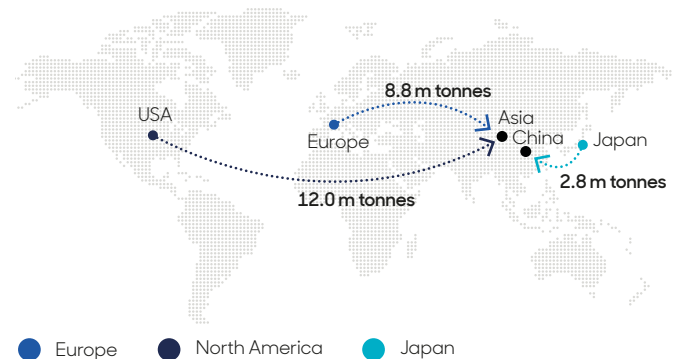 8.8 m tonnes
USA
Asia
Europe
China
Japan
2.8 m tonnes
12.0 m tonnes
Europe
North America
Japan